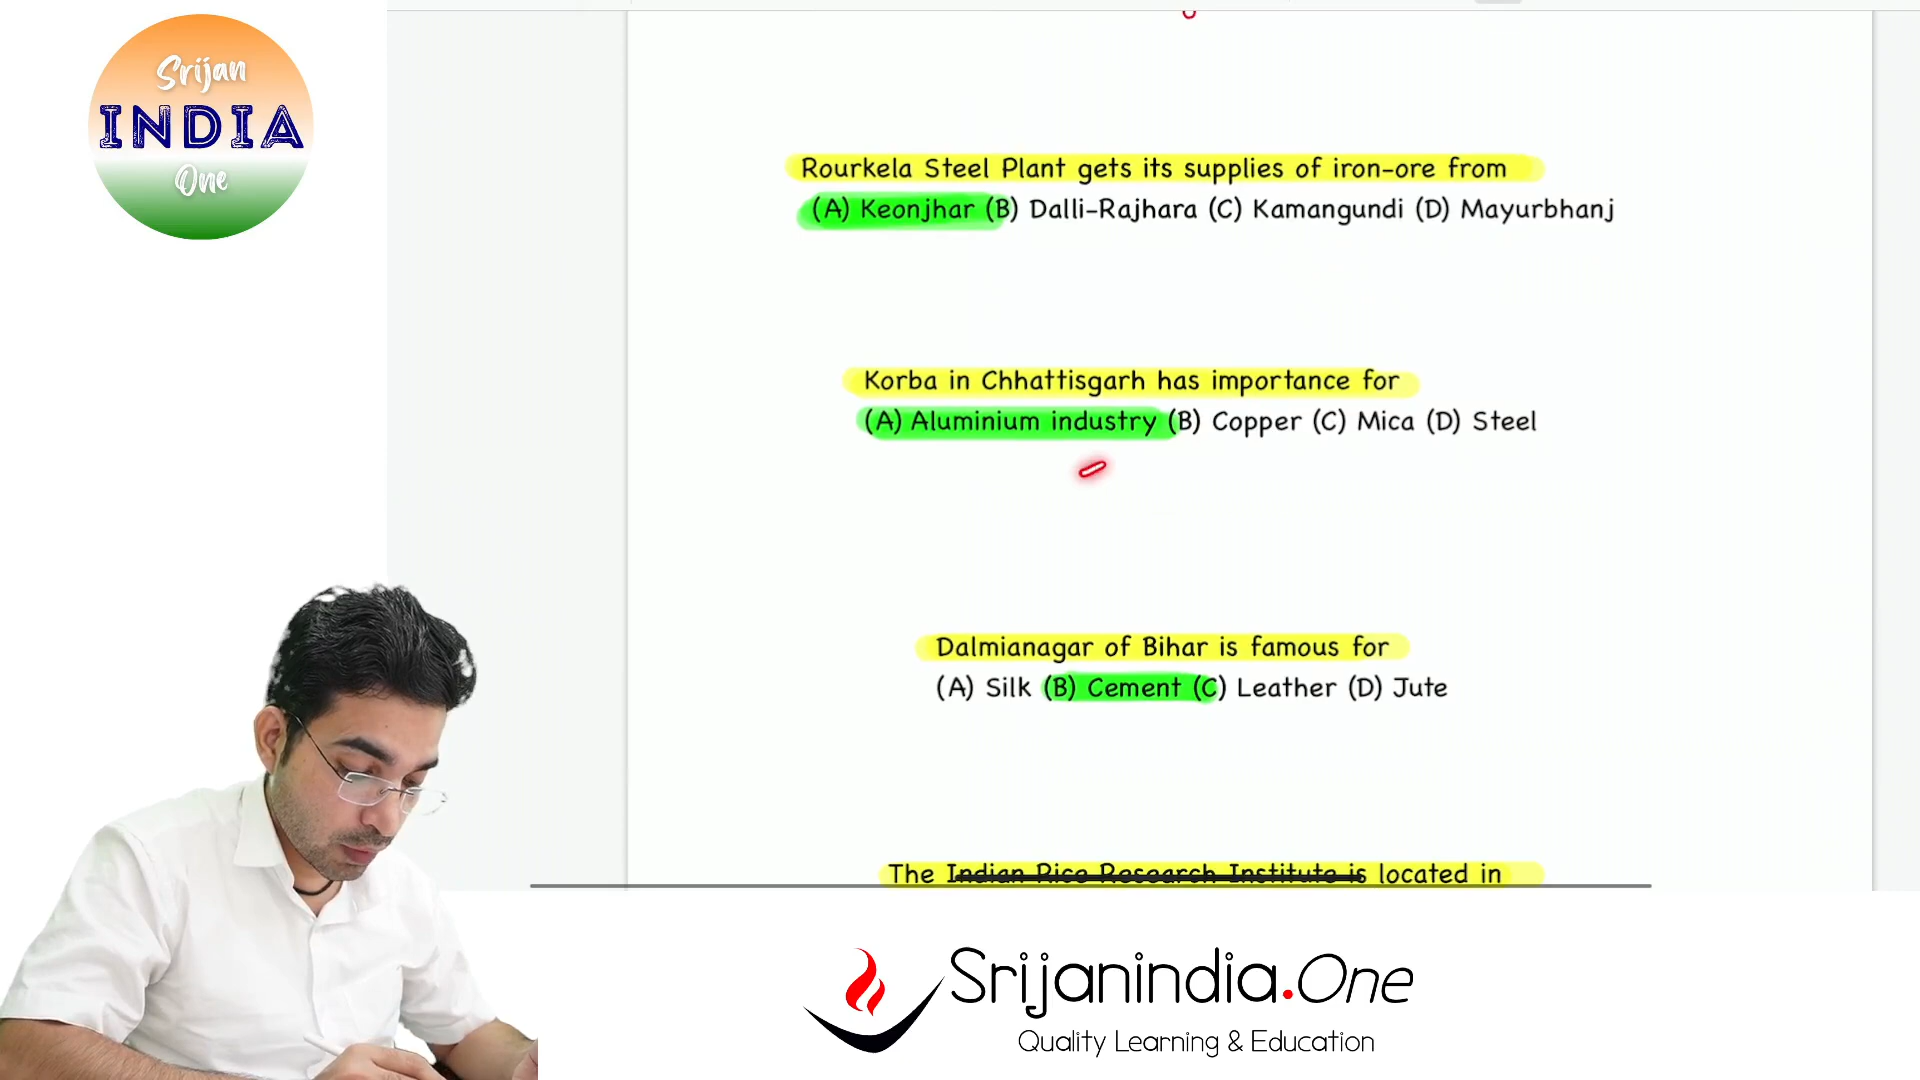 Srijan
INDIA
One
Rourkela Steel Plant gets its supplies of iron-ore from
(A) Keonjhar (B) Dalli-Rajhara (C) Kamangundi (D) Mayurbhanj
Korba in Chhattisgarh has importance for
(A) Aluminium industry (B) Copper (C) Mica (D) Steel
Dalmianagar of Bihar is famous for
(A) Silk (B) Cement (C) Leather (D) Jute
The Indian Rice Research Institute is located in
Srijanindia.One
Quality Learning & Education